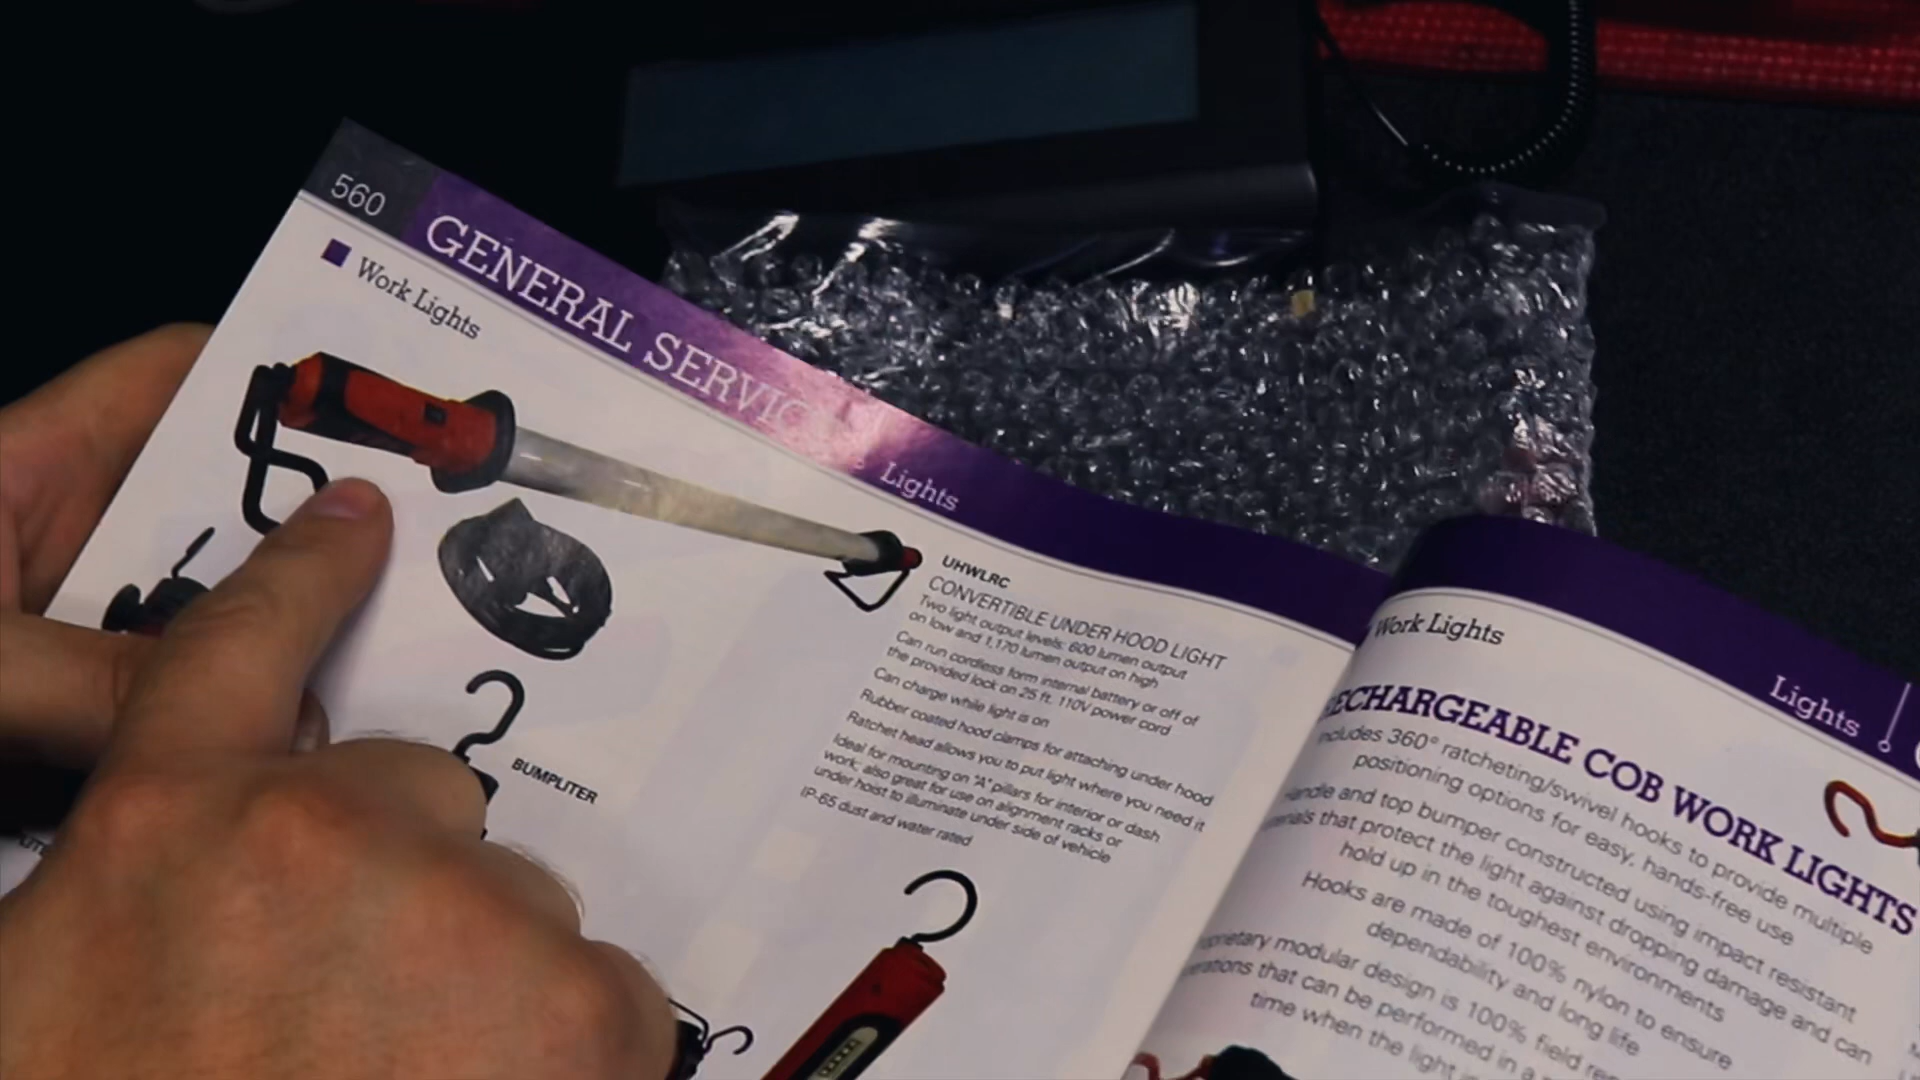 560
GENERAL SERVIC
Lights
Work Lights
UHWLRC
CONVERTIBLE UNDER HOOD LIGHT
Two light output levels: 600 lumen output
on low and 1,170 lumen output on high
Can run cordless form internal battery or off of
the provided lock on 25 ft. 110V power cord
Can charge while light is on
Rubber coated hood clamps for attaching under hood
Ratchet head allows you to put light where you need it
Ideal for mounting on "A" pillars for interior or dash
work; also great for use on alignment racks or
under hoist to illuminate under side of vehicle
IP-65 dust and water rated
BUMPLITER
Work Lights
Lights
ECHARGEABLE COB WORK LIGHTS
includes 360° ratcheting/swivel hooks to provide multiple
positioning options for easy, hands-free use
Handle and top bumper constructed using impact resistant
that protect the light against dropping damage and can
hold up in the toughest environments
Hooks are made of 100% nylon to ensure
dependability and long life
modular design is 100% field
that can be performed in a
time when the light